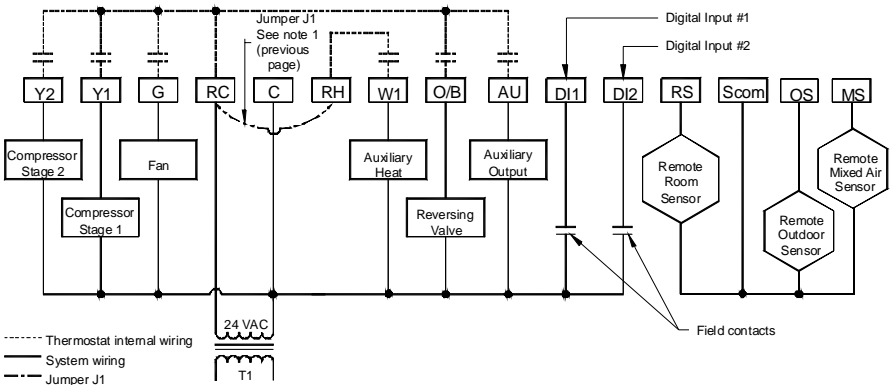 Jumper J1
See note 1
(previous
page)
Digital Input #1
Digital Input #2
Y2
Y1
G
RC
C
RH
W1
O/B
AU
DI1
DI2
RS
Scom
OS
MS
Compressor
Stage 2
Fan
Auxiliary
Heat
Auxiliary
Output
Remote
Room
Sensor
Remote
Mixed Air
Sensor
Compressor
Stage 1
Reversing
Valve
Remote
Outdoor
Sensor
24 VAC
T1
Field contacts
Thermostat internal wiring
System wiring
Jumper J1